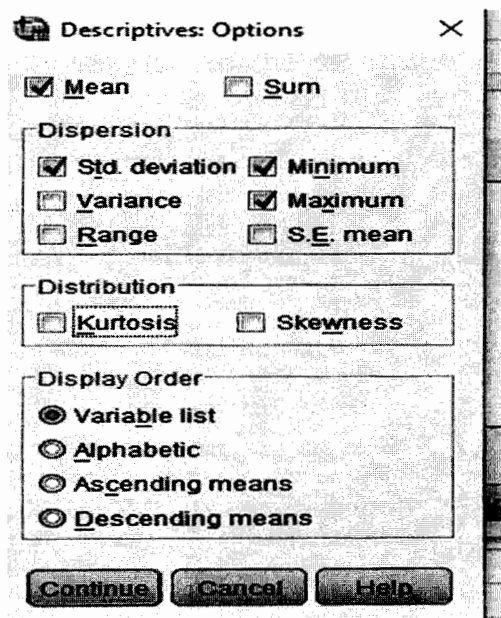 Descriptives: Options
Mean Sum
Dispersion
Std. deviation Minimum
Variance Maximum
Range S.E. mean
Distribution
Kurtosis Skewness
Display Order
Variable list
Alphabetic
Ascending means
Descending means
Continue Cancel Help